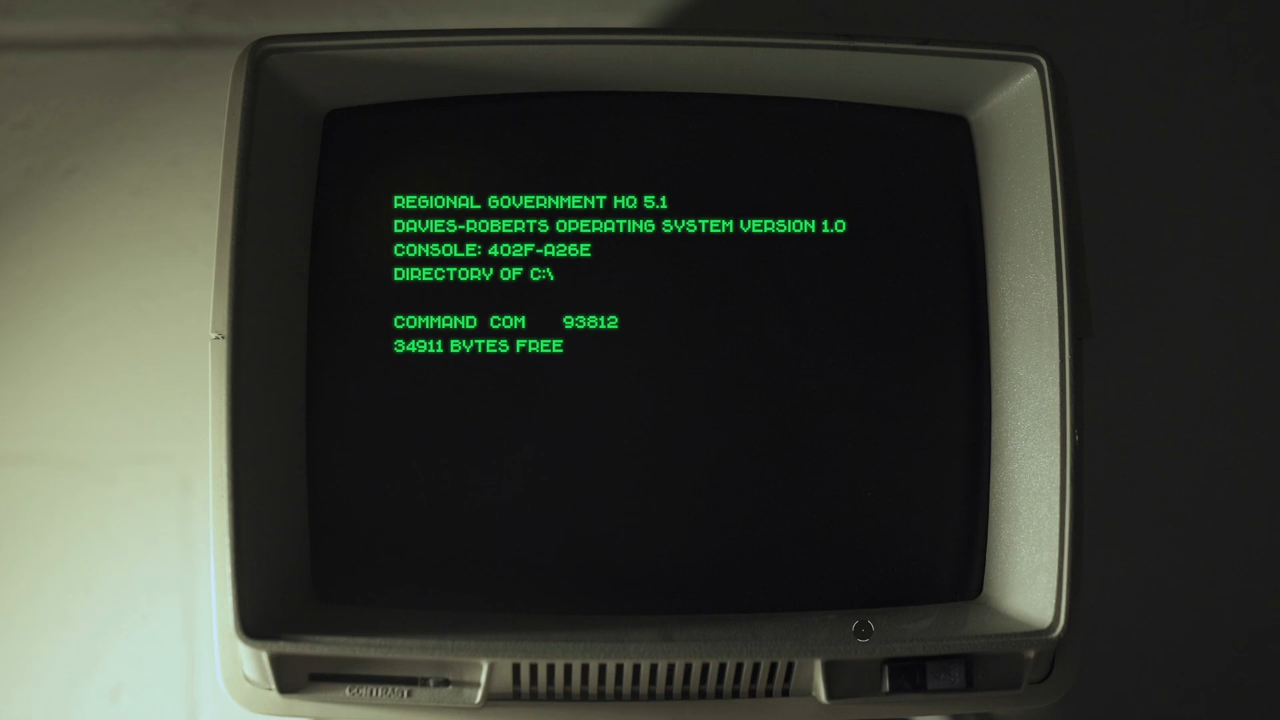 REGIONAL GOVERNMENT HQ 5.1
DAVIES-ROBERTS OPERATING SYSTEM VERSION 1.0
CONSOLE: 402F-A26E
DIRECTORY OF C:\
COMMAND COM 93812
34911 BYTES FREE
CONTRAST